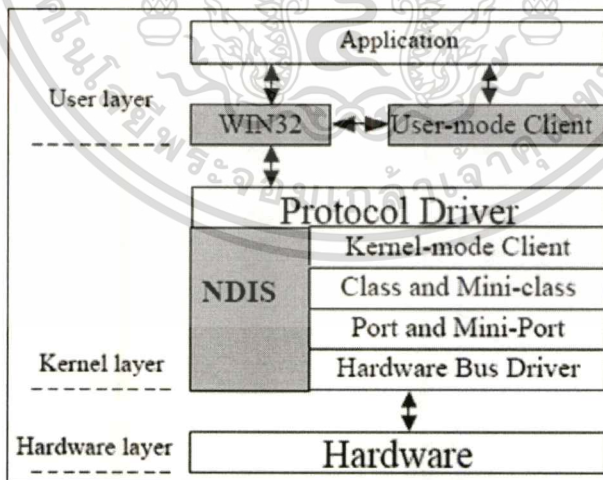 Application
User layer
WIN32 User-mode Client
Protocol Driver
Kernel-mode Client
NDIS Class and Mini-class
Port and Mini-Port
Kernel layer Hardware Bus Driver
Hardware layer Hardware